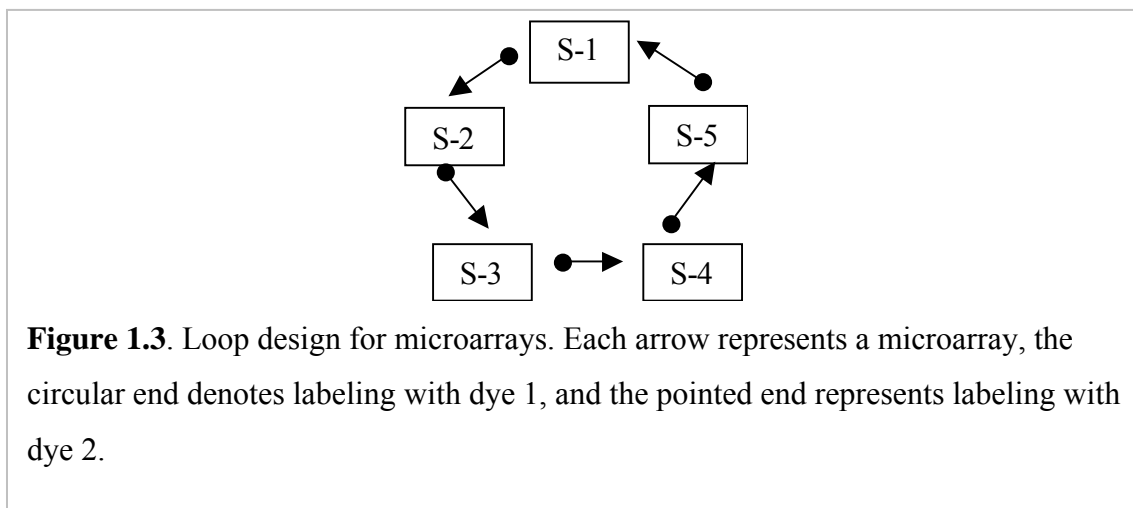 S-1
S-2 S-5
S-3 S-4
Figure 1.3. Loop design for microarrays. Each arrow represents a microarray, the
circular end denotes labeling with dye 1, and the pointed end represents labeling with
dye 2.